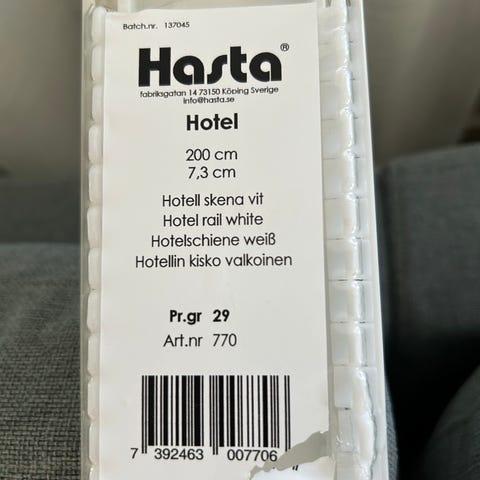 Batch.nr. 137045
Hasta®
fabriksgatan 14 73150 Köping Sverige
info@hasta.se
Hotel
200 cm
7,3 cm
Hotell skena vit
Hotel rail white
Hotelschiene weiß
Hotellin kisko valkoinen
Pr.gr 29
Art.nr 770
7 392463 007706